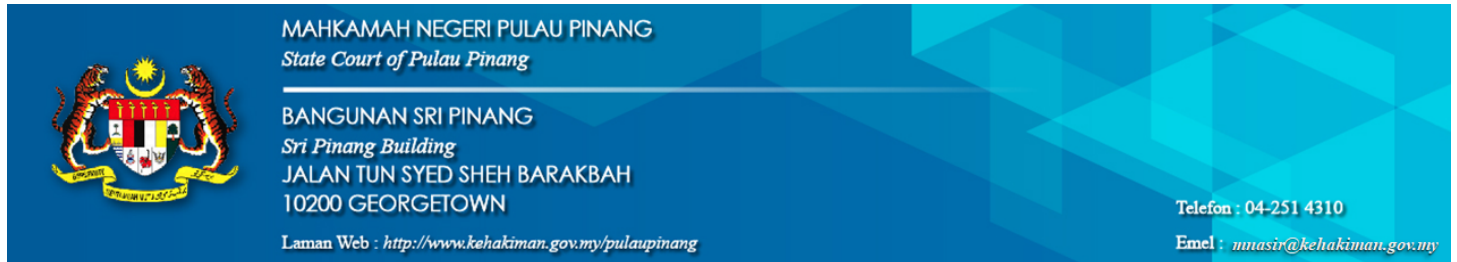 MAHKAMAH NEGERI PULAU PINANG
State Court of Pulau Pinang
BANGUNAN SRI PINANG
Sri Pinang Building
JALAN TUN SYED SHEH BARAKBAH
10200 GEORGETOWN
Laman Web : http://www.kehakiman.gov.my/pulaupinang
Telefon : 04-251 4310
Emel : mnasir@kehakiman.gov.my